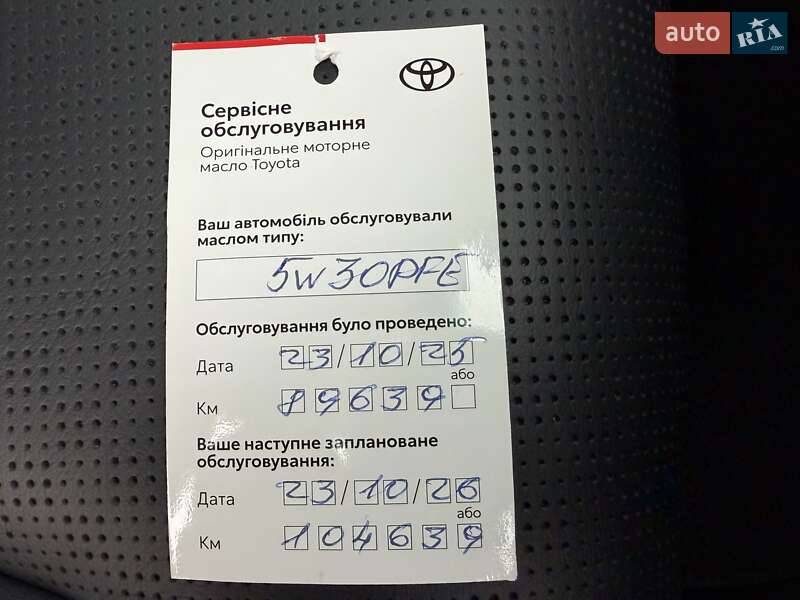 auto RIA.com
Сервісне
обслуговування
Оригінальне моторне
масло Toyota
Ваш автомобіль обслуговували
маслом типу:
5W30PFE
Обслуговування було проведено:
Дата 23/10/25
або
Км 89639
Ваше наступне заплановане
обслуговування:
Дата 23/10/26
або
Км 104639